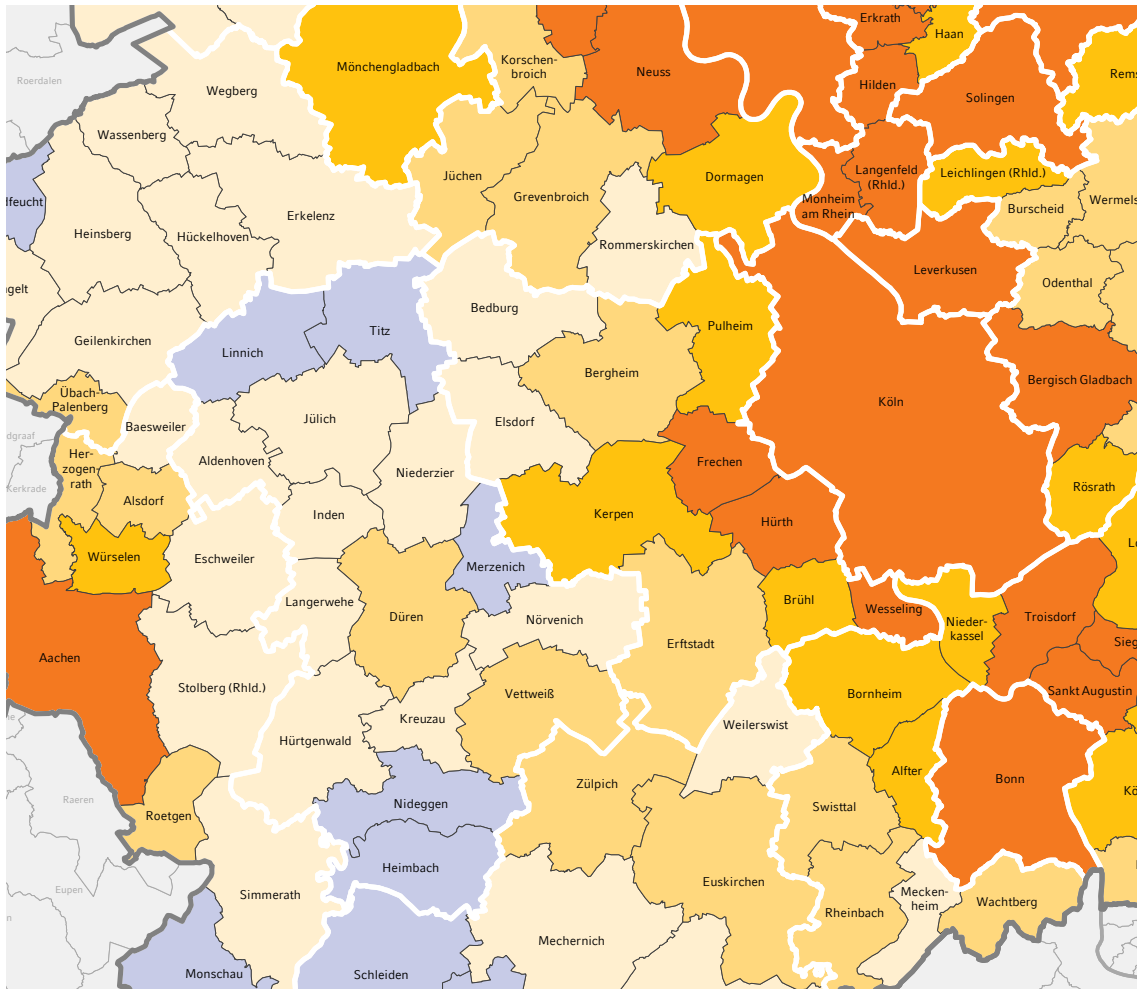 Erkrath
Haan
Korschen-
broich
Mönchengladbach
Neuss
Rems
Roerdalen
Hilden
Wegberg
Solingen
Wassenberg
Jüchen
Dormagen
Langenfeld
(Rhld.)
Leichlingen (Rhld.)
Grevenbroich
Monheim
am Rhein
lfeucht
Burscheid
Wermels
Erkelenz
Heinsberg
Hückelhoven
Rommerskirchen
Leverkusen
ngelt
Odenthal
Bedburg
Pulheim
Titz
Geilenkirchen
Linnich
Bergheim
Bergisch Gladbach
Übach-
Palenberg
Köln
Jülich
Elsdorf
Baesweiler
dgraaf
Her-
zogen-
rath
Aldenhoven
Frechen
Niederzier
Kerkrade
Alsdorf
Rösrath
Inden
Kerpen
Hürth
Lo
Würselen
Eschweiler
Merzenich
Langerwehe
Brühl
Wesseling
Düren
Nörvenich
Nieder-
kassel
Troisdorf
Erftstadt
Sieg
Aachen
Stolberg (Rhld.)
Vettweiß
Bornheim
Sankt Augustin
Kreuzau
Weilerswist
Hürtgenwald
Alfter
Bonn
Zülpich
Kö
Raeren
Nideggen
Swisttal
Roetgen
Heimbach
Euskirchen
Eupen
Simmerath
Mecken-
heim
Wachtberg
Rheinbach
Mechernich
Monschau
Schleiden